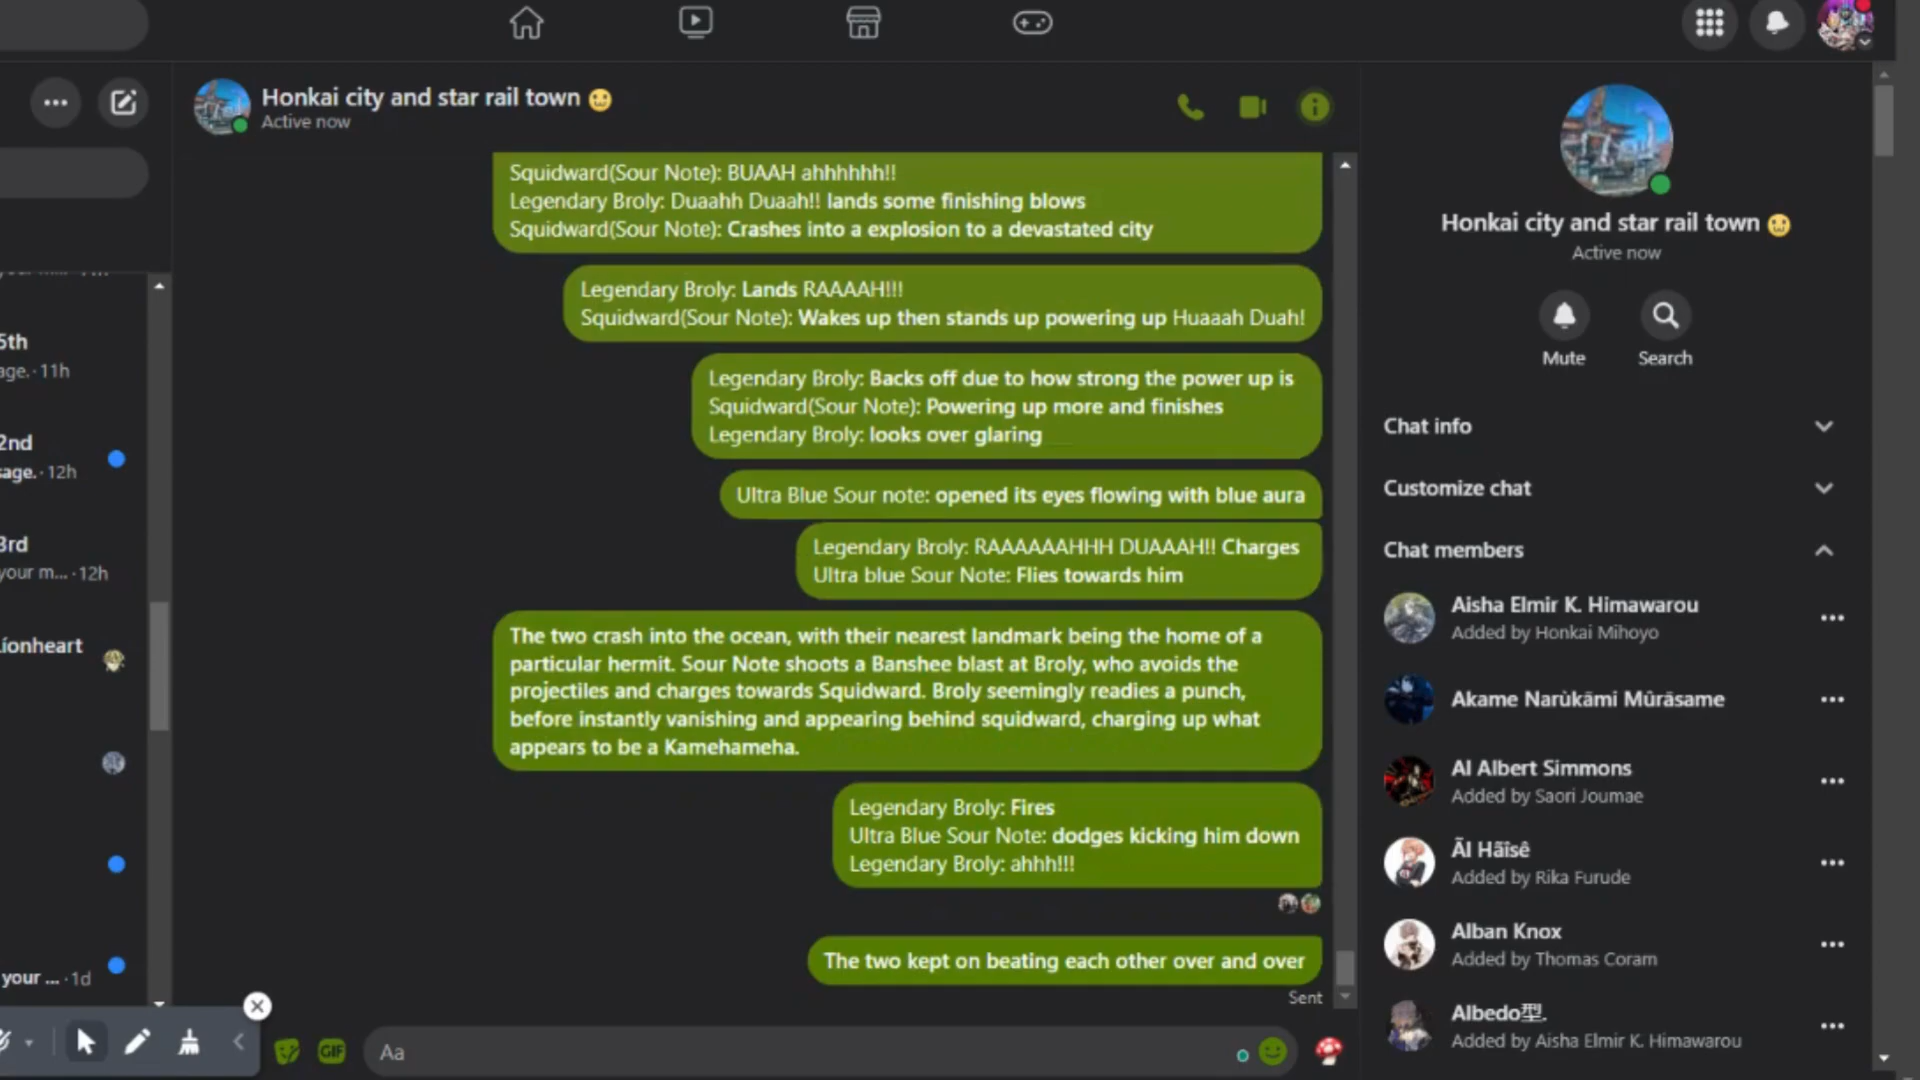 Honkai city and star rail town
Active now
5th
age. · 11h
2nd
sage. · 12h
3rd
your m... · 12h
ionheart
your ... · 1d
Squidward(Sour Note): BUAAH ahhhhhh!!
Legendary Broly: Duaahh Duaah!! lands some finishing blows
Squidward(Sour Note): Crashes into a explosion to a devastated city
Legendary Broly: Lands RAAAAH!!!
Squidward(Sour Note): Wakes up then stands up powering up Huaaah Duah!
Legendary Broly: Backs off due to how strong the power up is
Squidward(Sour Note): Powering up more and finishes
Legendary Broly: looks over glaring
Ultra Blue Sour note: opened its eyes flowing with blue aura
Legendary Broly: RAAAAAAHHH DUAAAH!! Charges
Ultra blue Sour Note: Flies towards him
The two crash into the ocean, with their nearest landmark being the home of a
particular hermit. Sour Note shoots a Banshee blast at Broly, who avoids the
projectiles and charges towards Squidward. Broly seemingly readies a punch,
before instantly vanishing and appearing behind squidward, charging up what
appears to be a Kamehameha.
Legendary Broly: Fires
Ultra Blue Sour Note: dodges kicking him down
Legendary Broly: ahhh!!!
The two kept on beating each other over and over
Sent
GIF
Aa
Honkai city and star rail town
Active now
Mute
Search
Chat info
Customize chat
Chat members
Aisha Elmir K. Himawarou
Added by Honkai Mihoyo
Akame Narùkāmi Mûrāsame
Al Albert Simmons
Added by Saori Joumae
Ãl Hãîsê
Added by Rika Furude
Alban Knox
Added by Thomas Coram
Albedo型.
Added by Aisha Elmir K. Himawarou